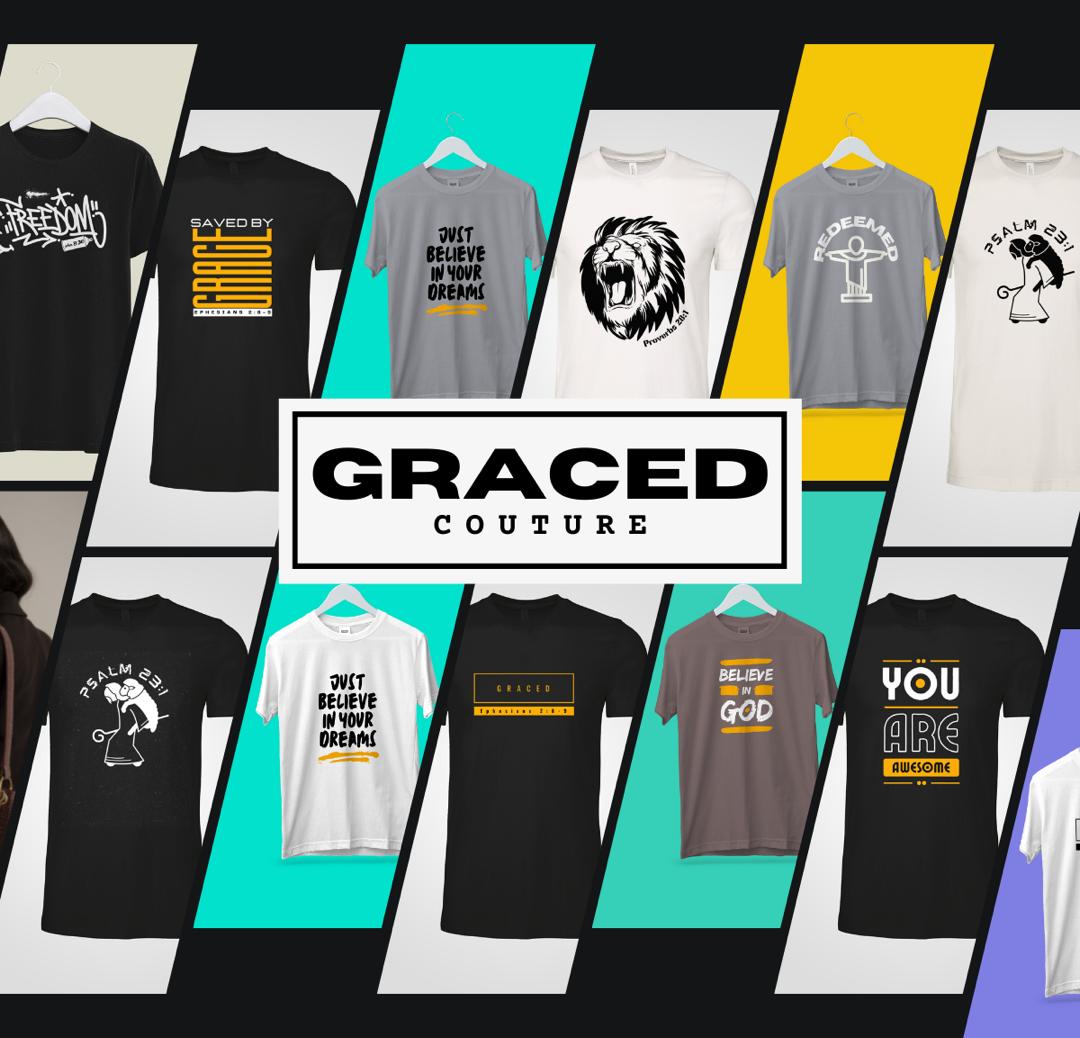 FREEDOM
SAVED BY
GRACE
EPHESIANS 2:8-9
JUST
BELIEVE
IN YOUR
DREAMS
Proverbs 28:1
REDEEMED
PSALM 23:1
GRACED
COUTURE
PSALM 23:1
JUST
BELIEVE
IN YOUR
DREAMS
GRACED
Ephesians 2:8-9
BELIEVE
IN
GOD
YOU
ARE
AWESOME